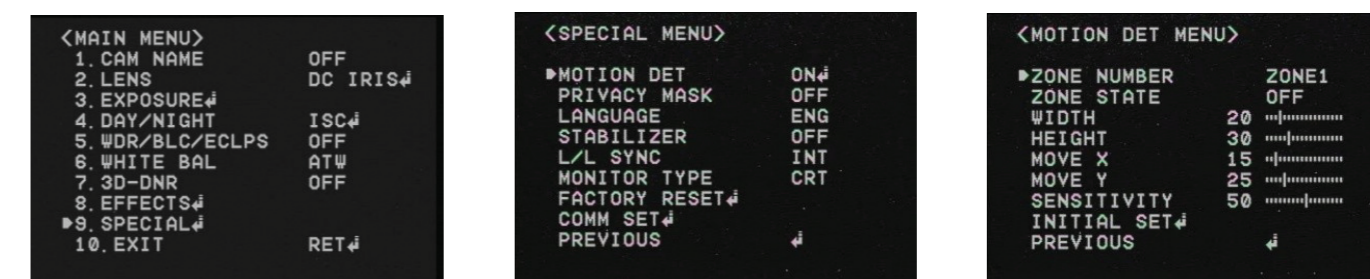 <MAIN MENU>
1. CAM NAME OFF
2. LENS DC IRIS↲
3. EXPOSURE↲
4. DAY/NIGHT ISC↲
5. WDR/BLC/ECLPS OFF
6. WHITE BAL ATW
7. 3D-DNR OFF
8. EFFECTS↲
9. SPECIAL↲
10. EXIT RET↲
<SPECIAL MENU>
MOTION DET ON↲
PRIVACY MASK OFF
LANGUAGE ENG
STABILIZER OFF
L/L SYNC INT
MONITOR TYPE CRT
FACTORY RESET↲
COMM SET↲
PREVIOUS ↲
<MOTION DET MENU>
ZONE NUMBER ZONE1
ZONE STATE OFF
WIDTH 20
HEIGHT 30
MOVE X 15
MOVE Y 25
SENSITIVITY 50
INITIAL SET↲
PREVIOUS ↲